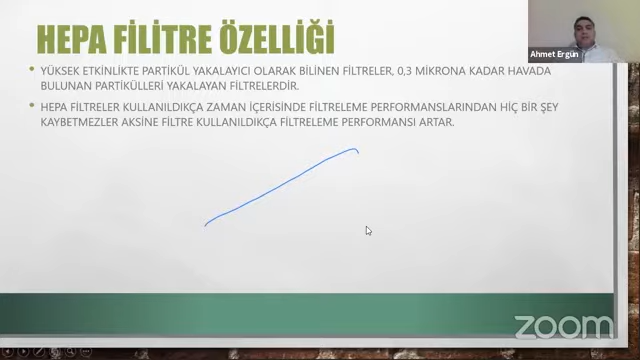 HEPA FİLİTRE ÖZELLİĞİ
Ahmet Ergün
• YÜKSEK ETKİNLİKTE PARTİKÜL YAKALAYICI OLARAK BİLİNEN FİLTRELER, 0,3 MİKRONA KADAR HAVADA
BULUNAN PARTİKÜLLERİ YAKALAYAN FİLTRELERDİR.
• HEPA FİLTRELER KULLANILDIKÇA ZAMAN İÇERİSİNDE FİLTRELEME PERFORMANSLARINDAN HİÇ BİR ŞEY
KAYBETMEZLER AKSİNE FİLTRE KULLANILDIKÇA FİLTRELEME PERFORMANSI ARTAR.
zoom